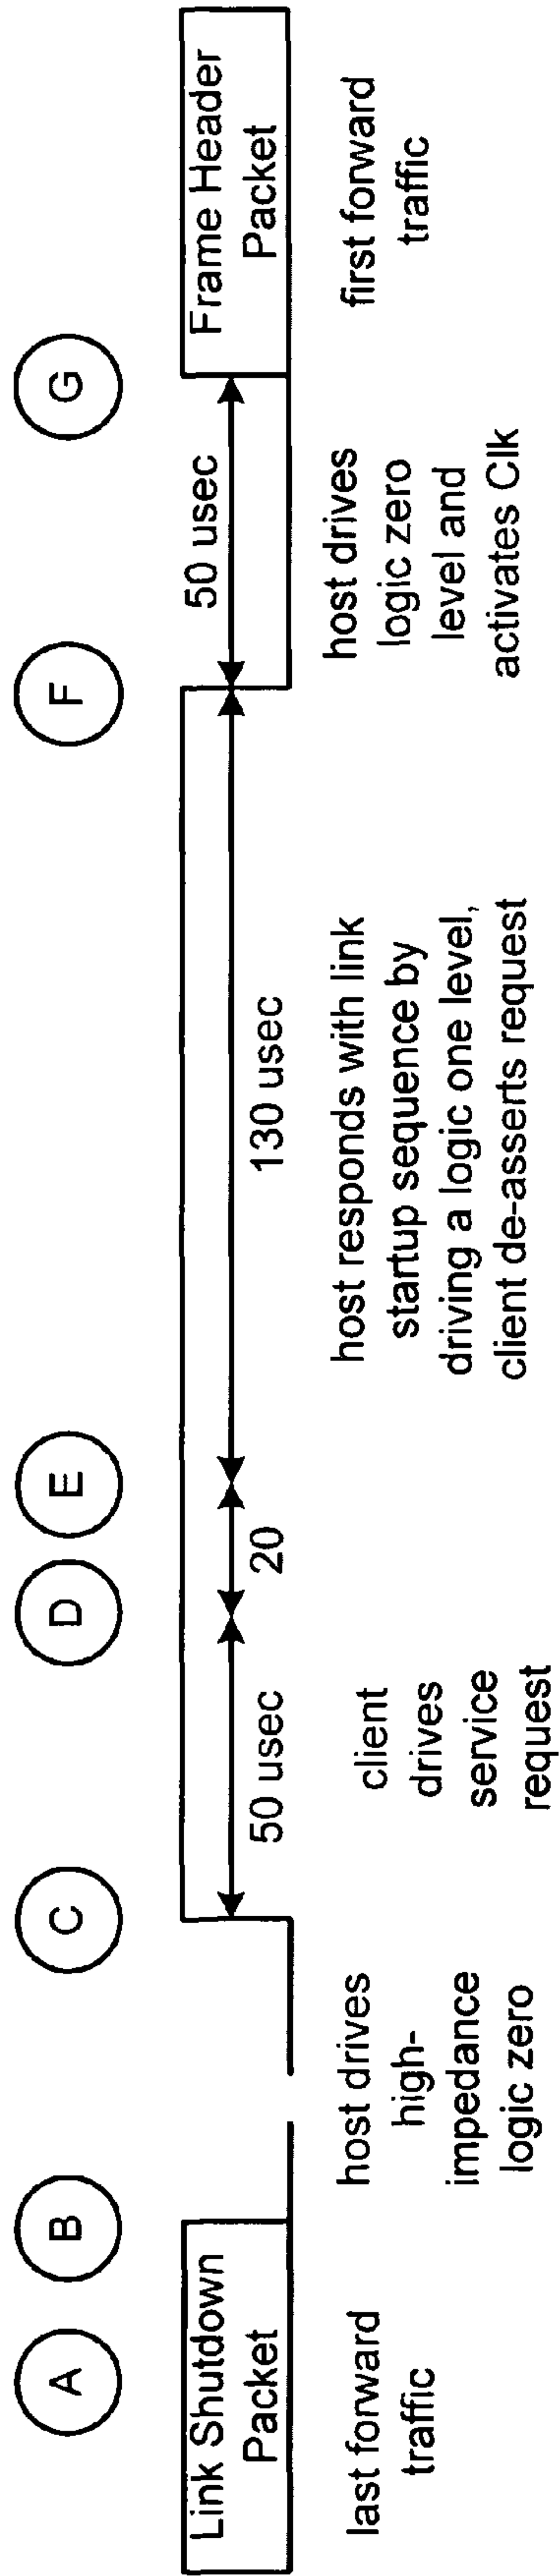 A
B
C
D
E
F
G
Link Shutdown
Packet
50 usec
20
130 usec
50 usec
Frame Header
Packet
last forward
traffic
host drives
high-
impedance
logic zero
client
drives
service
request
host responds with link
startup sequence by
driving a logic one level,
client de-asserts request
host drives
logic zero
level and
activates Clk
first forward
traffic